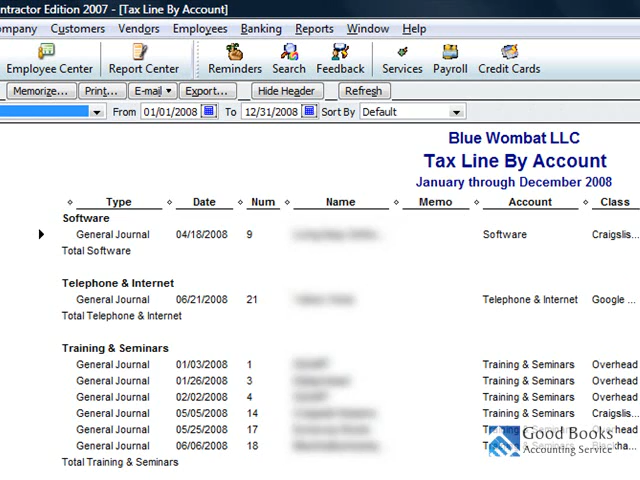 ntractor Edition 2007 - [Tax Line By Account]
ompany Customers Vendors Employees Banking Reports Window Help
Employee Center Report Center Reminders Search Feedback Services Payroll Credit Cards
Memorize... Print... E-mail Export... Hide Header Refresh
From 01/01/2008 To 12/31/2008 Sort By Default
Blue Wombat LLC
Tax Line By Account
January through December 2008
Type Date Num Name Memo Account Class
Software
General Journal 04/18/2008 9 Software Craigslis...
Total Software
Telephone & Internet
General Journal 06/21/2008 21 Telephone & Internet Google ...
Total Telephone & Internet
Training & Seminars
General Journal 01/03/2008 1 Training & Seminars Overhead
General Journal 01/26/2008 3 Training & Seminars Overhead
General Journal 02/02/2008 4 Training & Seminars Overhead
General Journal 05/05/2008 14 Training & Seminars Craigslis...
General Journal 05/25/2008 17
General Journal 06/06/2008 18
Total Training & Seminars
Good Books
Accounting Service